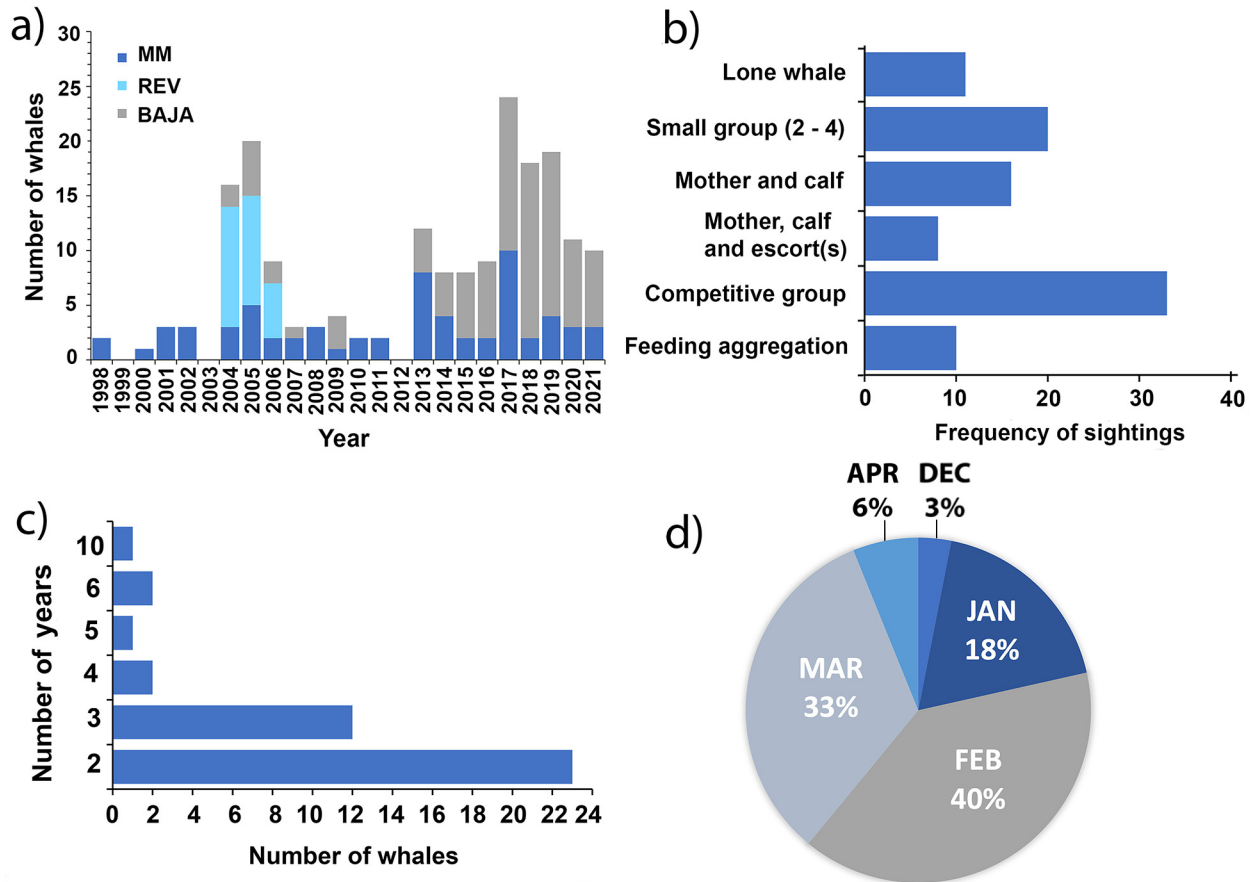 a)
30
25
20
15
10
5
0
Number of whales
MM
REV
BAJA
1998
1999
2000
2001
2002
2003
2004
2005
2006
2007
2008
2009
2010
2011
2012
2013
2014
2015
2016
2017
2018
2019
2020
2021
Year
b)
Lone whale
Small group (2 - 4)
Mother and calf
Mother, calf
and escort(s)
Competitive group
Feeding aggregation
0 10 20 30 40
Frequency of sightings
c)
Number of years
10
6
5
4
3
2
0 2 4 6 8 10 12 14 16 18 20 22 24
Number of whales
d)
APR
6%
DEC
3%
JAN
18%
MAR
33%
FEB
40%